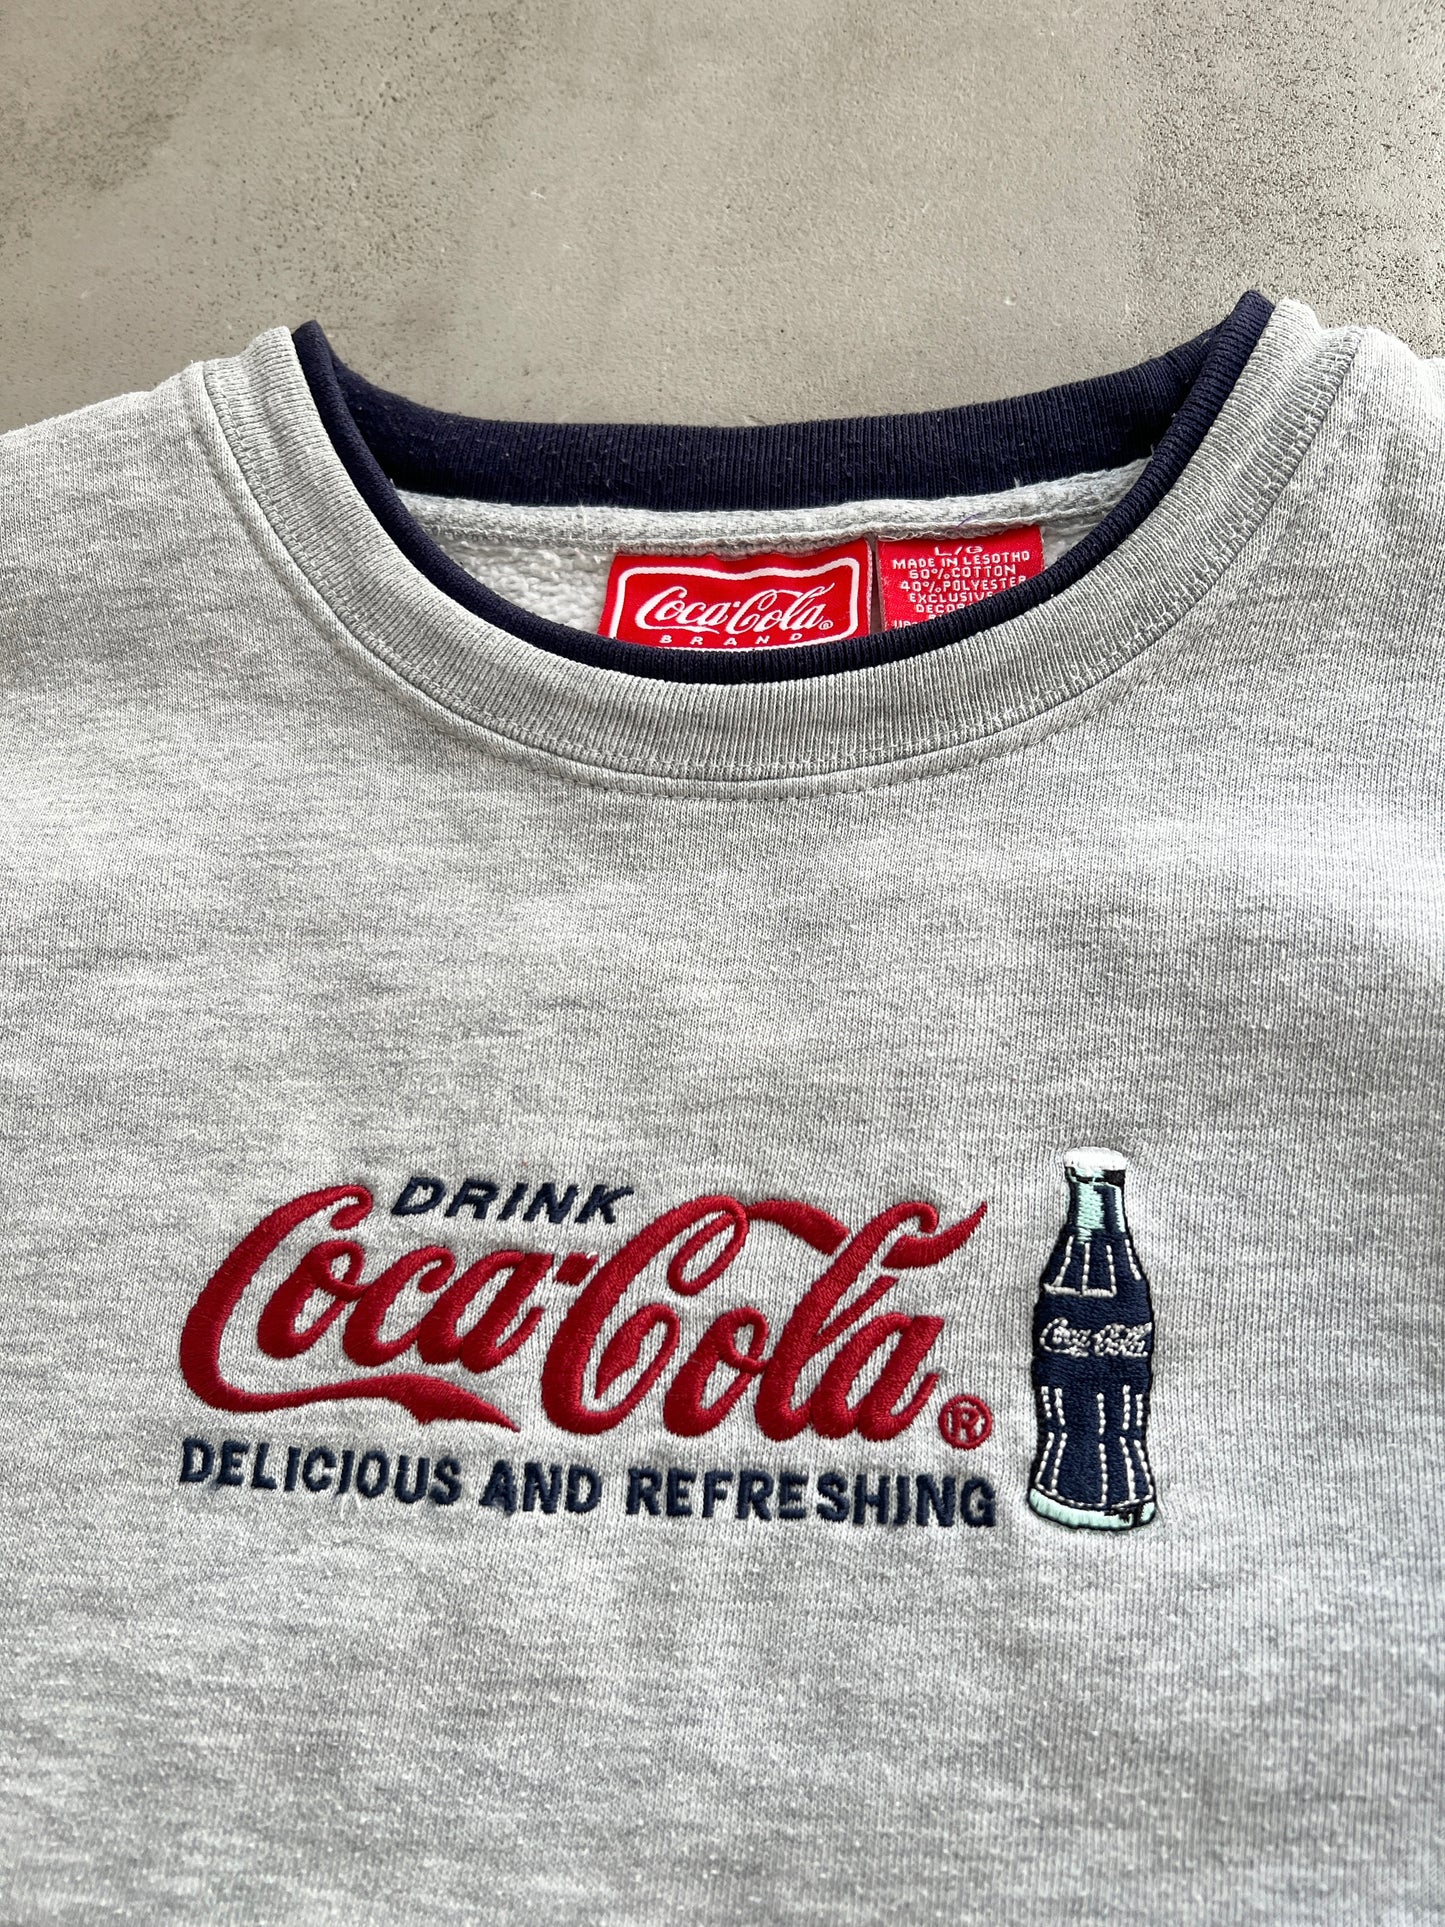 Coca-Cola®
BRAND
L/G
MADE IN LESOTHO
60% COTTON
40% POLYESTER
EXCLUSIVE
DRINK
Coca-Cola®
DELICIOUS AND REFRESHING
Coca-Cola